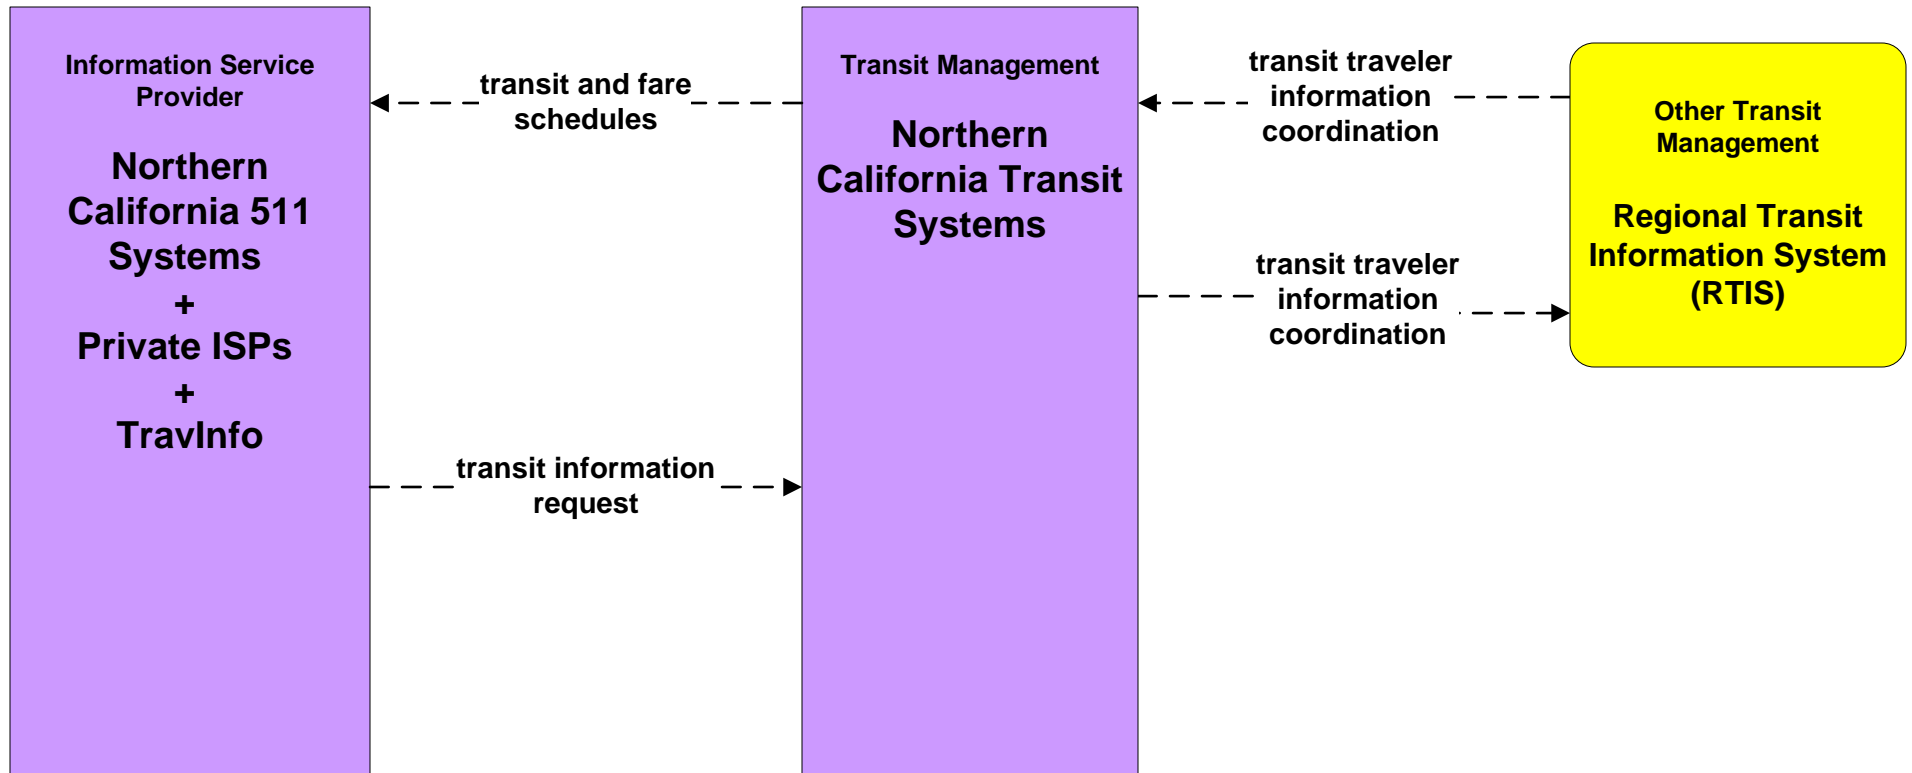 Information Service
Provider
Northern
California 511
Systems
+
Private ISPs
+
TravInfo
transit and fare
schedules
transit information
request
Transit Management
Northern
California Transit
Systems
transit traveler
information
coordination
transit traveler
information
coordination
Other Transit
Management
Regional Transit
Information System
(RTIS)